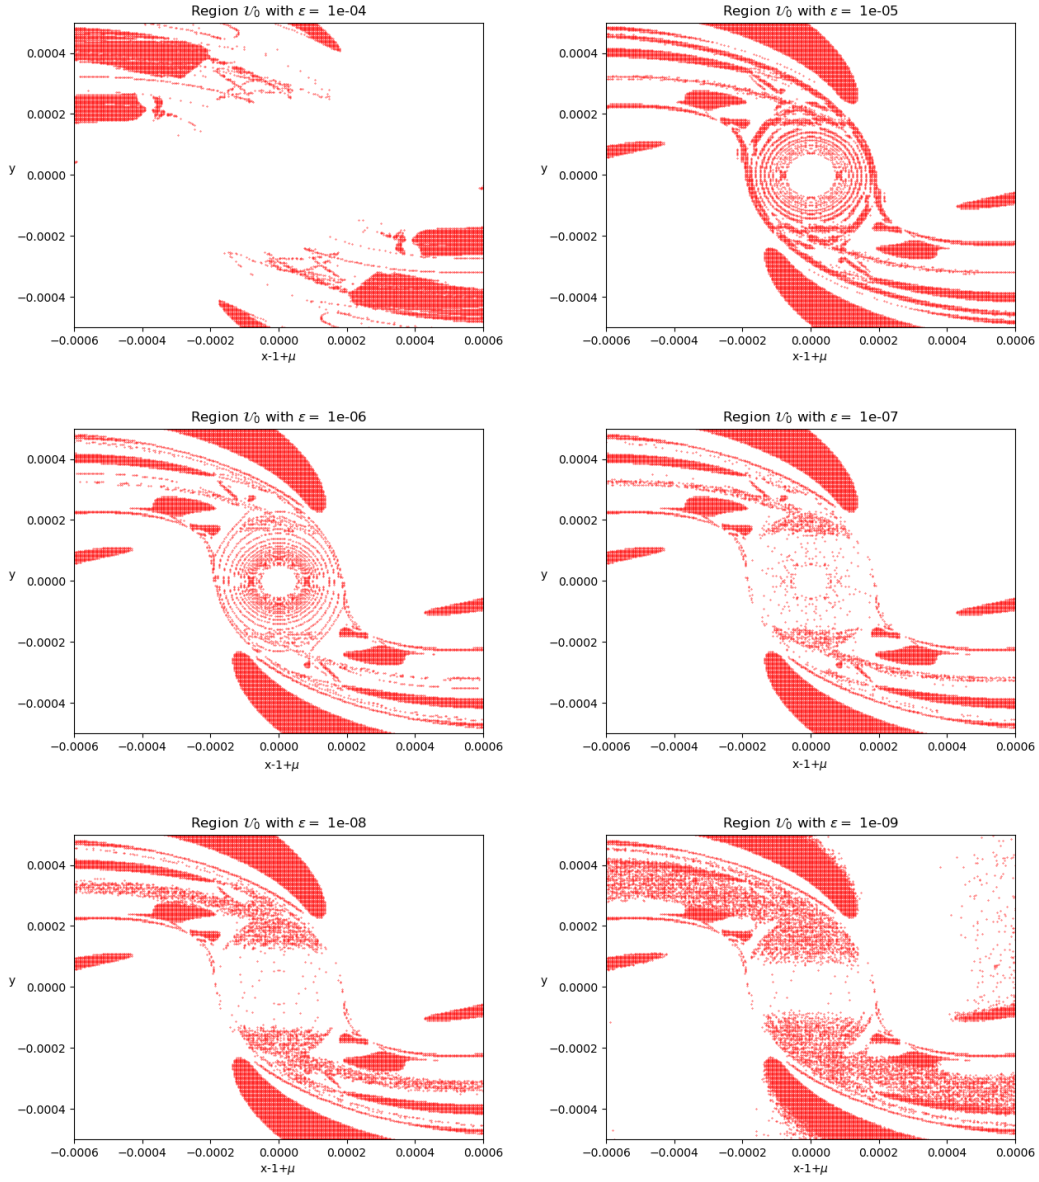 Region 𝒰₀ with ε = 1e-04
0.0004
0.0002
y
0.0000
−0.0002
−0.0004
−0.0006 −0.0004 −0.0002 0.0000 0.0002 0.0004 0.0006
x-1+μ
Region 𝒰₀ with ε = 1e-05
0.0004
0.0002
y
0.0000
−0.0002
−0.0004
−0.0006 −0.0004 −0.0002 0.0000 0.0002 0.0004 0.0006
x-1+μ
Region 𝒰₀ with ε = 1e-06
0.0004
0.0002
y
0.0000
−0.0002
−0.0004
−0.0006 −0.0004 −0.0002 0.0000 0.0002 0.0004 0.0006
x-1+μ
Region 𝒰₀ with ε = 1e-07
0.0004
0.0002
y
0.0000
−0.0002
−0.0004
−0.0006 −0.0004 −0.0002 0.0000 0.0002 0.0004 0.0006
x-1+μ
Region 𝒰₀ with ε = 1e-08
0.0004
0.0002
y
0.0000
−0.0002
−0.0004
−0.0006 −0.0004 −0.0002 0.0000 0.0002 0.0004 0.0006
x-1+μ
Region 𝒰₀ with ε = 1e-09
0.0004
0.0002
y
0.0000
−0.0002
−0.0004
−0.0006 −0.0004 −0.0002 0.0000 0.0002 0.0004 0.0006
x-1+μ